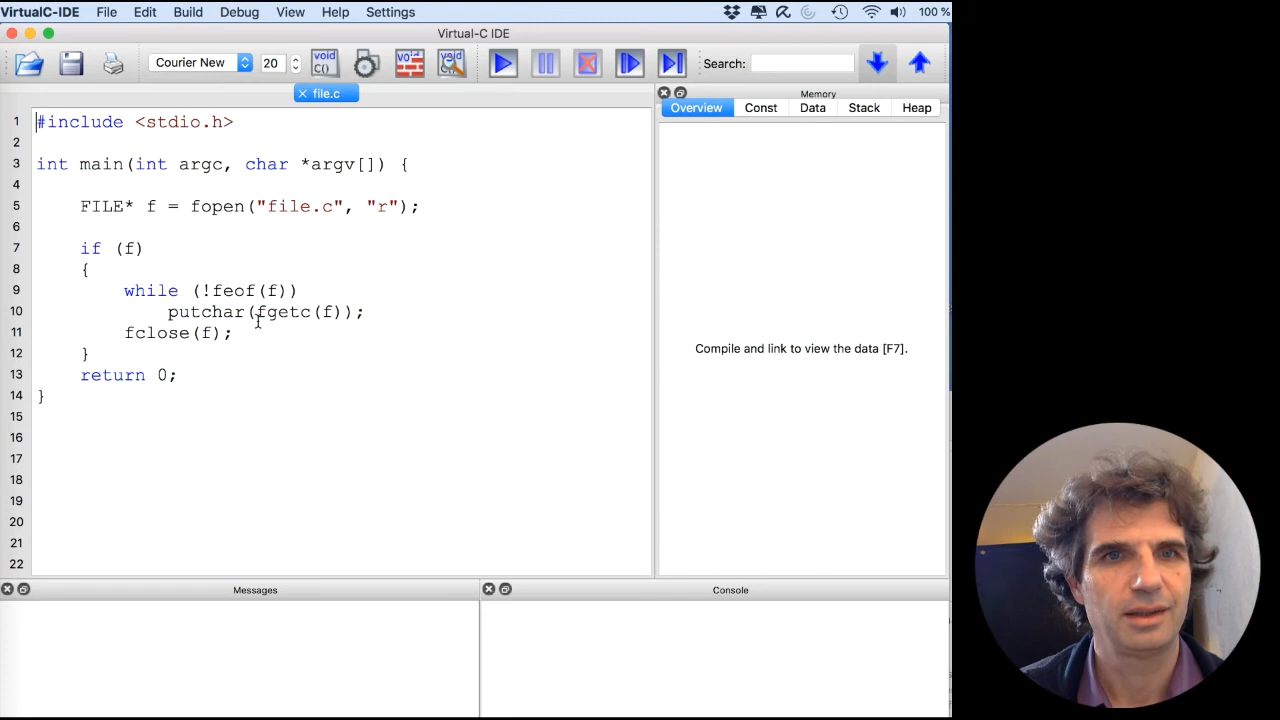 VirtualC-IDE File Edit Build Debug View Help Settings 100 %
Virtual-C IDE
Courier New 20 void C() void void C() Search:
file.c
Memory
Overview Const Data Stack Heap
1 #include <stdio.h>
2
3 int main(int argc, char *argv[]) {
4
5 FILE* f = fopen("file.c", "r");
6
7 if (f)
8 {
9 while (!feof(f))
10 putchar(fgetc(f));
11 fclose(f);
12 }
13 return 0;
14 }
15
16
17
18
19
20
21
22
Compile and link to view the data [F7].
Messages
Console